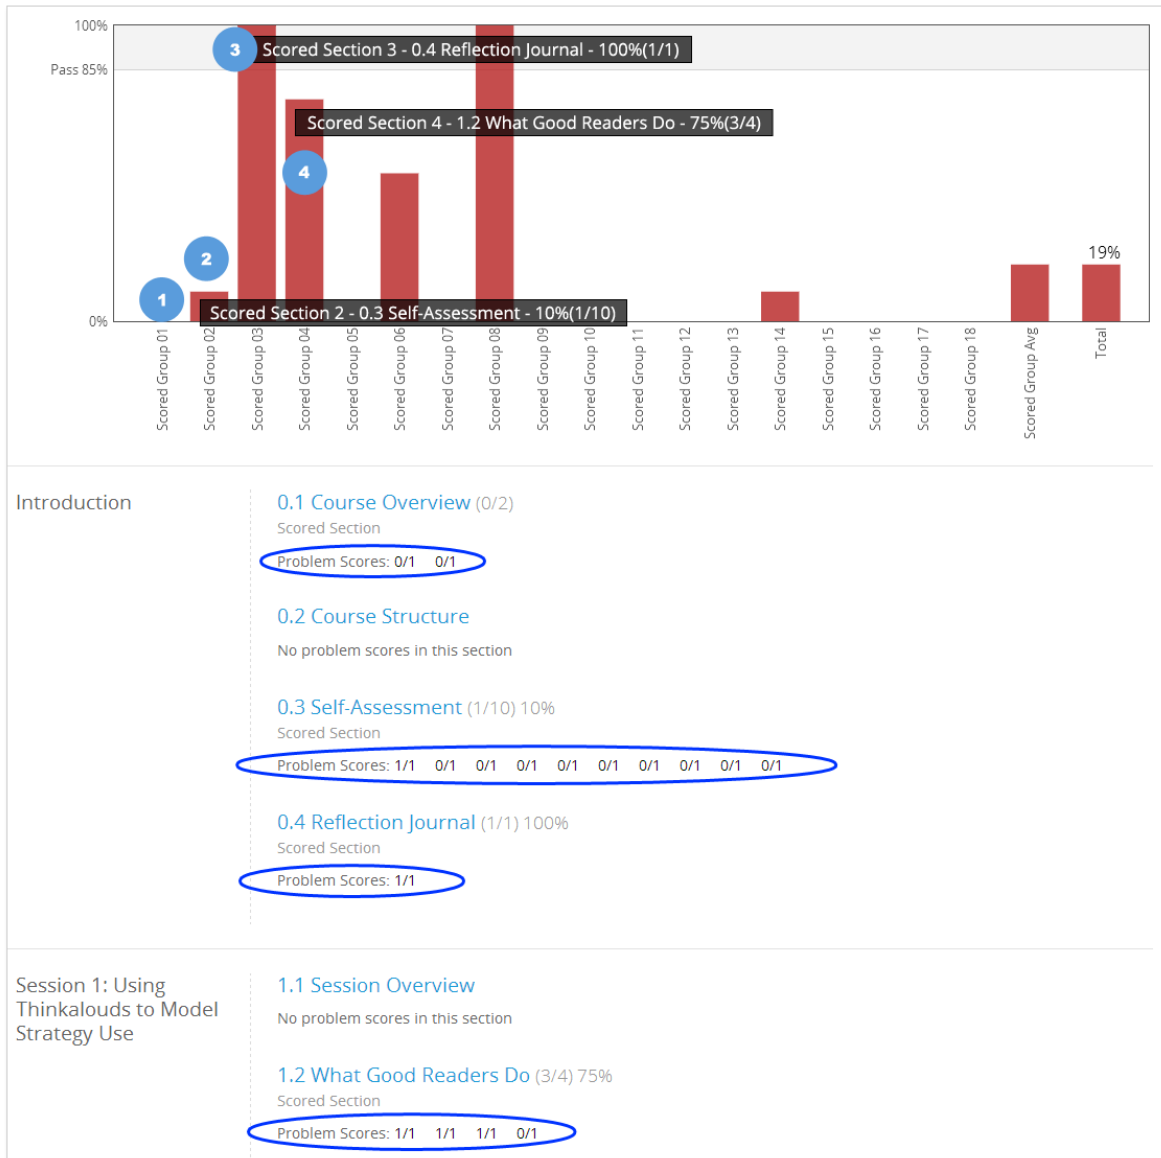 100%
3
Scored Section 3 - 0.4 Reflection Journal - 100%(1/1)
Pass 85%
Scored Section 4 - 1.2 What Good Readers Do - 75%(3/4)
4
2
19%
1
Scored Section 2 - 0.3 Self-Assessment - 10%(1/10)
0%
Scored Group 01
Scored Group 02
Scored Group 03
Scored Group 04
Scored Group 05
Scored Group 06
Scored Group 07
Scored Group 08
Scored Group 09
Scored Group 10
Scored Group 11
Scored Group 12
Scored Group 13
Scored Group 14
Scored Group 15
Scored Group 16
Scored Group 17
Scored Group 18
Scored Group Avg
Total
Introduction
0.1 Course Overview (0/2)
Scored Section
Problem Scores: 0/1 0/1
0.2 Course Structure
No problem scores in this section
0.3 Self-Assessment (1/10) 10%
Scored Section
Problem Scores: 1/1 0/1 0/1 0/1 0/1 0/1 0/1 0/1 0/1 0/1
0.4 Reflection Journal (1/1) 100%
Scored Section
Problem Scores: 1/1
Session 1: Using
Thinkalouds to Model
Strategy Use
1.1 Session Overview
No problem scores in this section
1.2 What Good Readers Do (3/4) 75%
Scored Section
Problem Scores: 1/1 1/1 1/1 0/1